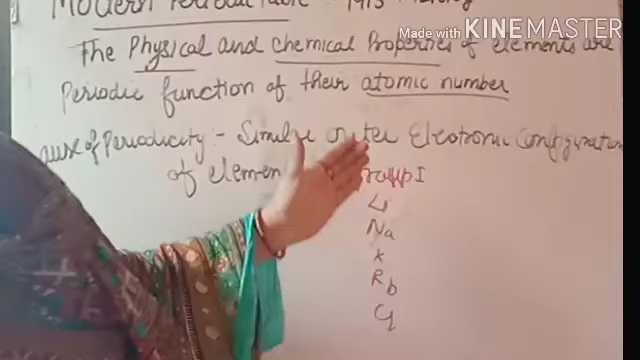 Made with KINEMASTER
Modern Periodic Table - 1913
The Physical and chemical Properties of elements are
Periodic function of their atomic number
ause of Periodicity :- Similar outer Electronic Configuration
of elemen Group I
Li
Na
K
Rb